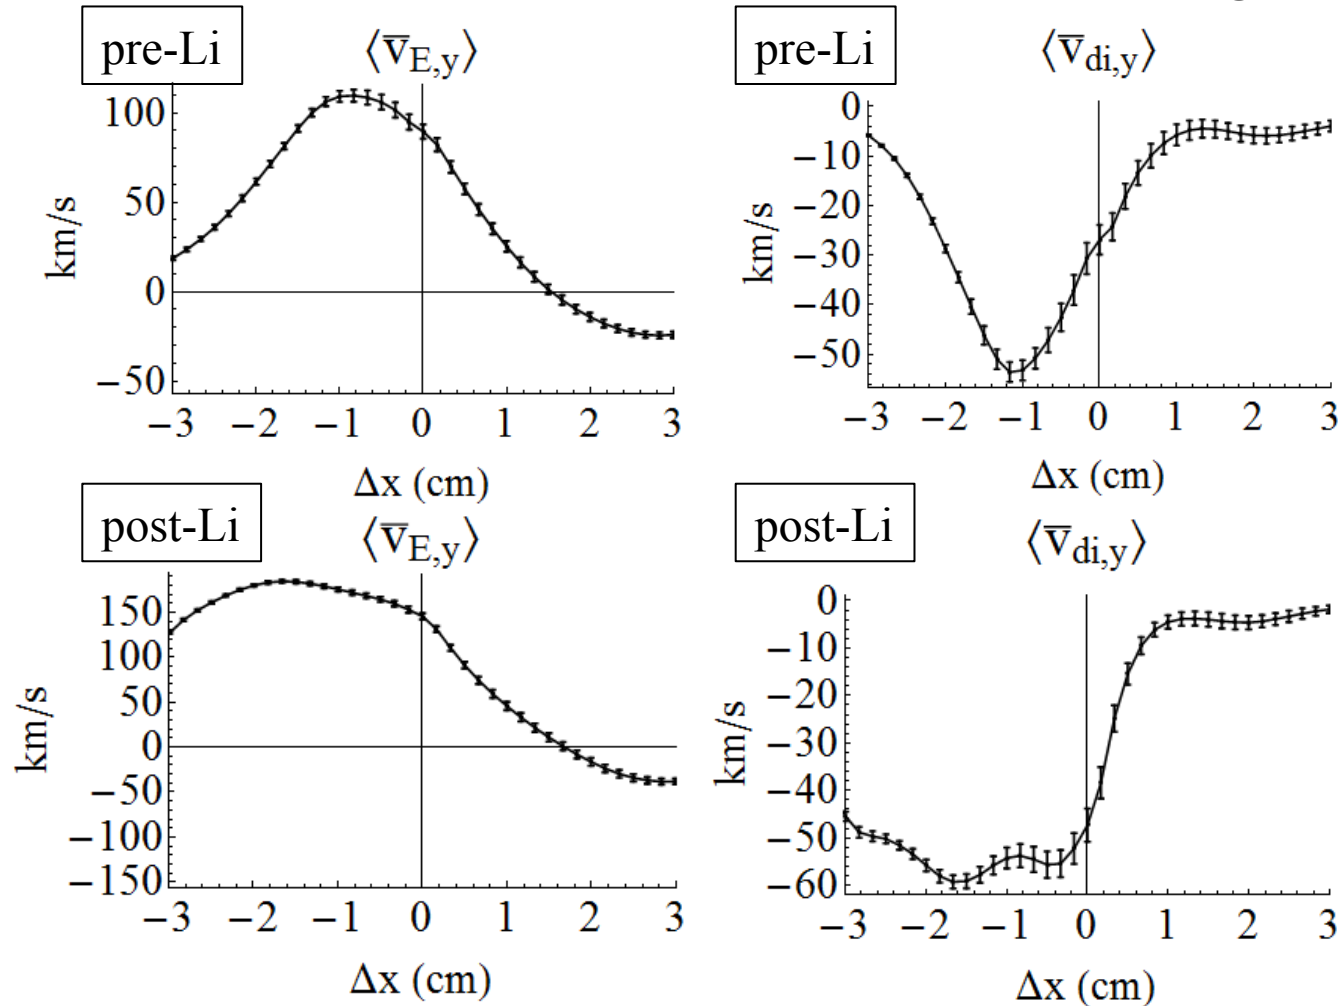 pre-Li
⟨v̄E,y⟩
km/s
100
50
0
−50
−3 −2 −1 0 1 2 3
Δx (cm)
pre-Li
⟨v̄di,y⟩
km/s
0
−10
−20
−30
−40
−50
−3 −2 −1 0 1 2 3
Δx (cm)
post-Li
⟨v̄E,y⟩
km/s
150
100
50
0
−50
−100
−150
−3 −2 −1 0 1 2 3
Δx (cm)
post-Li
⟨v̄di,y⟩
km/s
0
−10
−20
−30
−40
−50
−60
−3 −2 −1 0 1 2 3
Δx (cm)